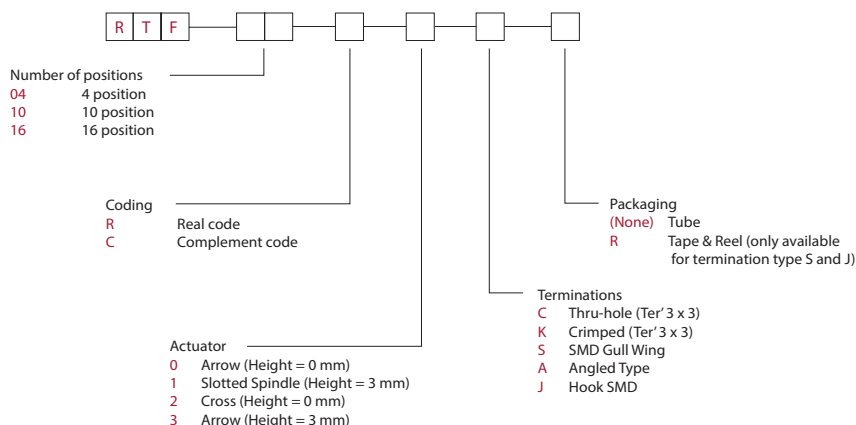 R T F
Number of positions
04 4 position
10 10 position
16 16 position
Coding
R Real code
C Complement code
Packaging
(None) Tube
R Tape & Reel (only available
for termination type S and J)
Terminations
C Thru-hole (Ter' 3 x 3)
K Crimped (Ter' 3 x 3)
S SMD Gull Wing
A Angled Type
J Hook SMD
Actuator
0 Arrow (Height = 0 mm)
1 Slotted Spindle (Height = 3 mm)
2 Cross (Height = 0 mm)
3 Arrow (Height = 3 mm)